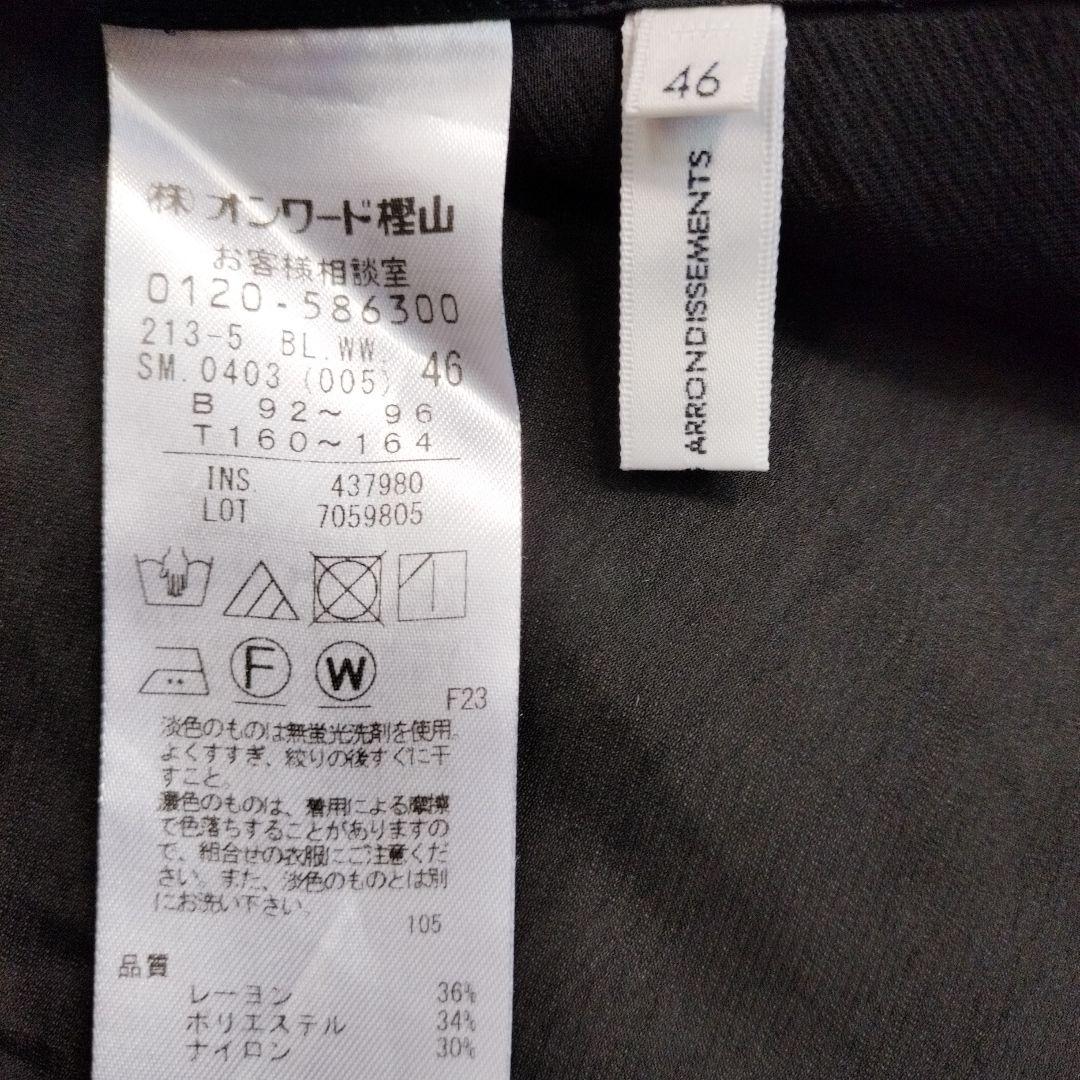 ㈱オンワード樫山
お客様相談室
0120-586300
213-5 BL.WW.
SM.0403 (005) 46
B 92～ 96
T160～164
INS. 437980
LOT 7059805
F W
F23
淡色のものは無蛍光洗剤を使用。
よくすすぎ、絞りの後すぐに干
すこと。
濃色のものは、着用による摩擦
で色落ちすることがありますの
で、組合せの衣服にご注意くだ
さい。また、淡色のものとは別
にお洗い下さい。
105
品質
レーヨン 36%
ポリエステル 34%
ナイロン 30%
46
ARRONDISSEMENTS